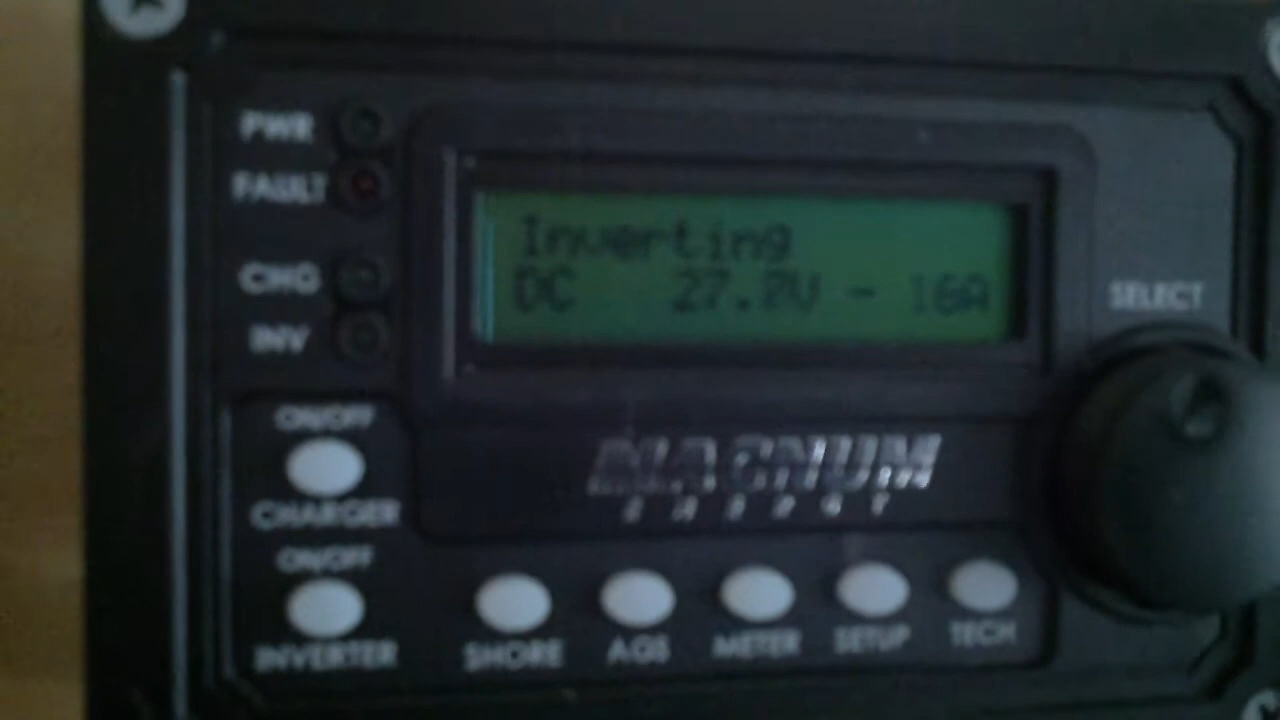 PWR
FAULT
CHG
INV
Inverting
DC 27. V - 16A
SELECT
ON/OFF
CHARGER
MAGNUM
ENERGY
ON/OFF
INVERTER
SHORE
AGS
METER
SETUP
TECH